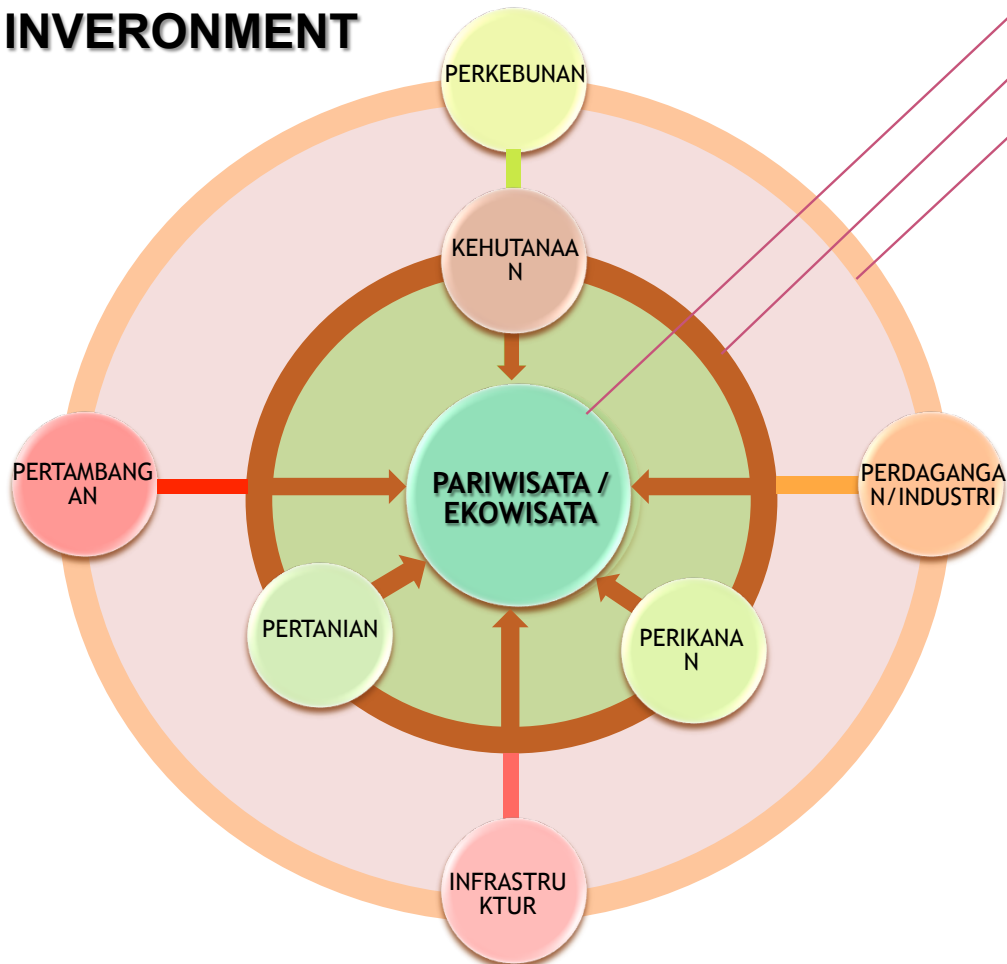 INVERONMENT
PERKEBUNAN
KEHUTANAA
N
PERTAMBANG
AN
PARIWISATA /
EKOWISATA
PERDAGANGA
N/INDUSTRI
PERTANIAN
PERIKANA
N
INFRASTRU
KTUR